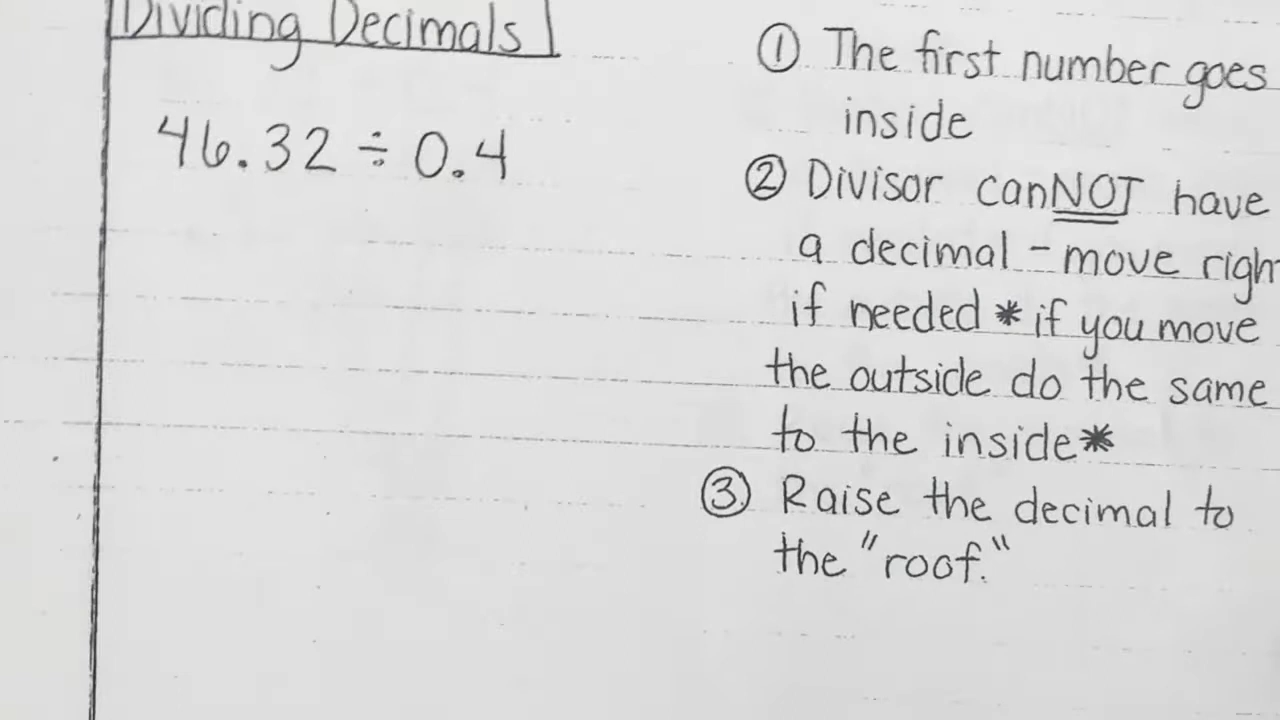 Dividing Decimals
46.32 ÷ 0.4
① The first number goes
inside
② Divisor canNOT have
a decimal - move righ
if needed * if you move
the outside do the same
to the inside*
③ Raise the decimal to
the "roof."